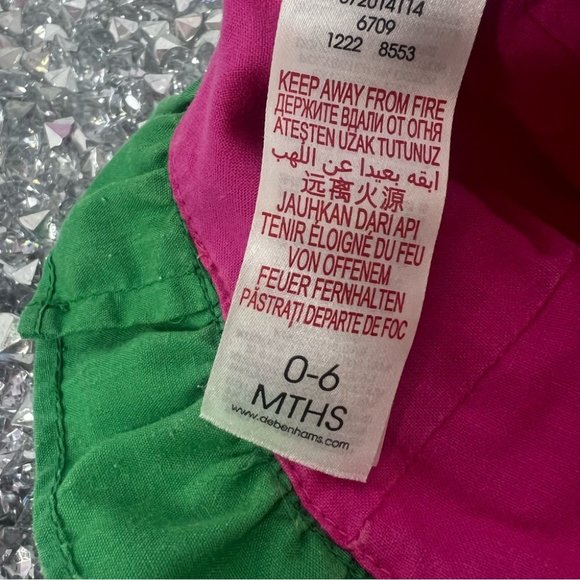 6709
1222 8553
KEEP AWAY FROM FIRE
ДЕРЖИТЕ ВДАЛИ ОТ ОГНЯ
ATEŞTEN UZAK TUTUNUZ
ابقه بعيدا عن اللهب
远离火源
JAUHKAN DARI API
TENIR ÉLOIGNÉ DU FEU
VON OFFENEM
FEUER FERNHALTEN
PĂSTRAŢI DEPARTE DE FOC
0-6
MTHS
www.debenhams.com